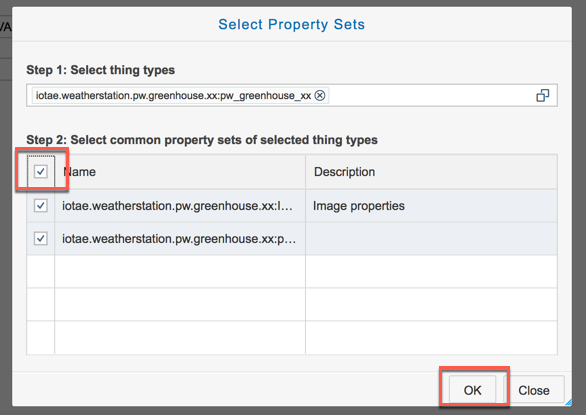 VA
Select Property Sets
Step 1: Select thing types
iotae.weatherstation.pw.greenhouse.xx:pw_greenhouse_xx
Step 2: Select common property sets of selected thing types
Name Description
iotae.weatherstation.pw.greenhouse.xx:I... Image properties
iotae.weatherstation.pw.greenhouse.xx:p...
OK Close